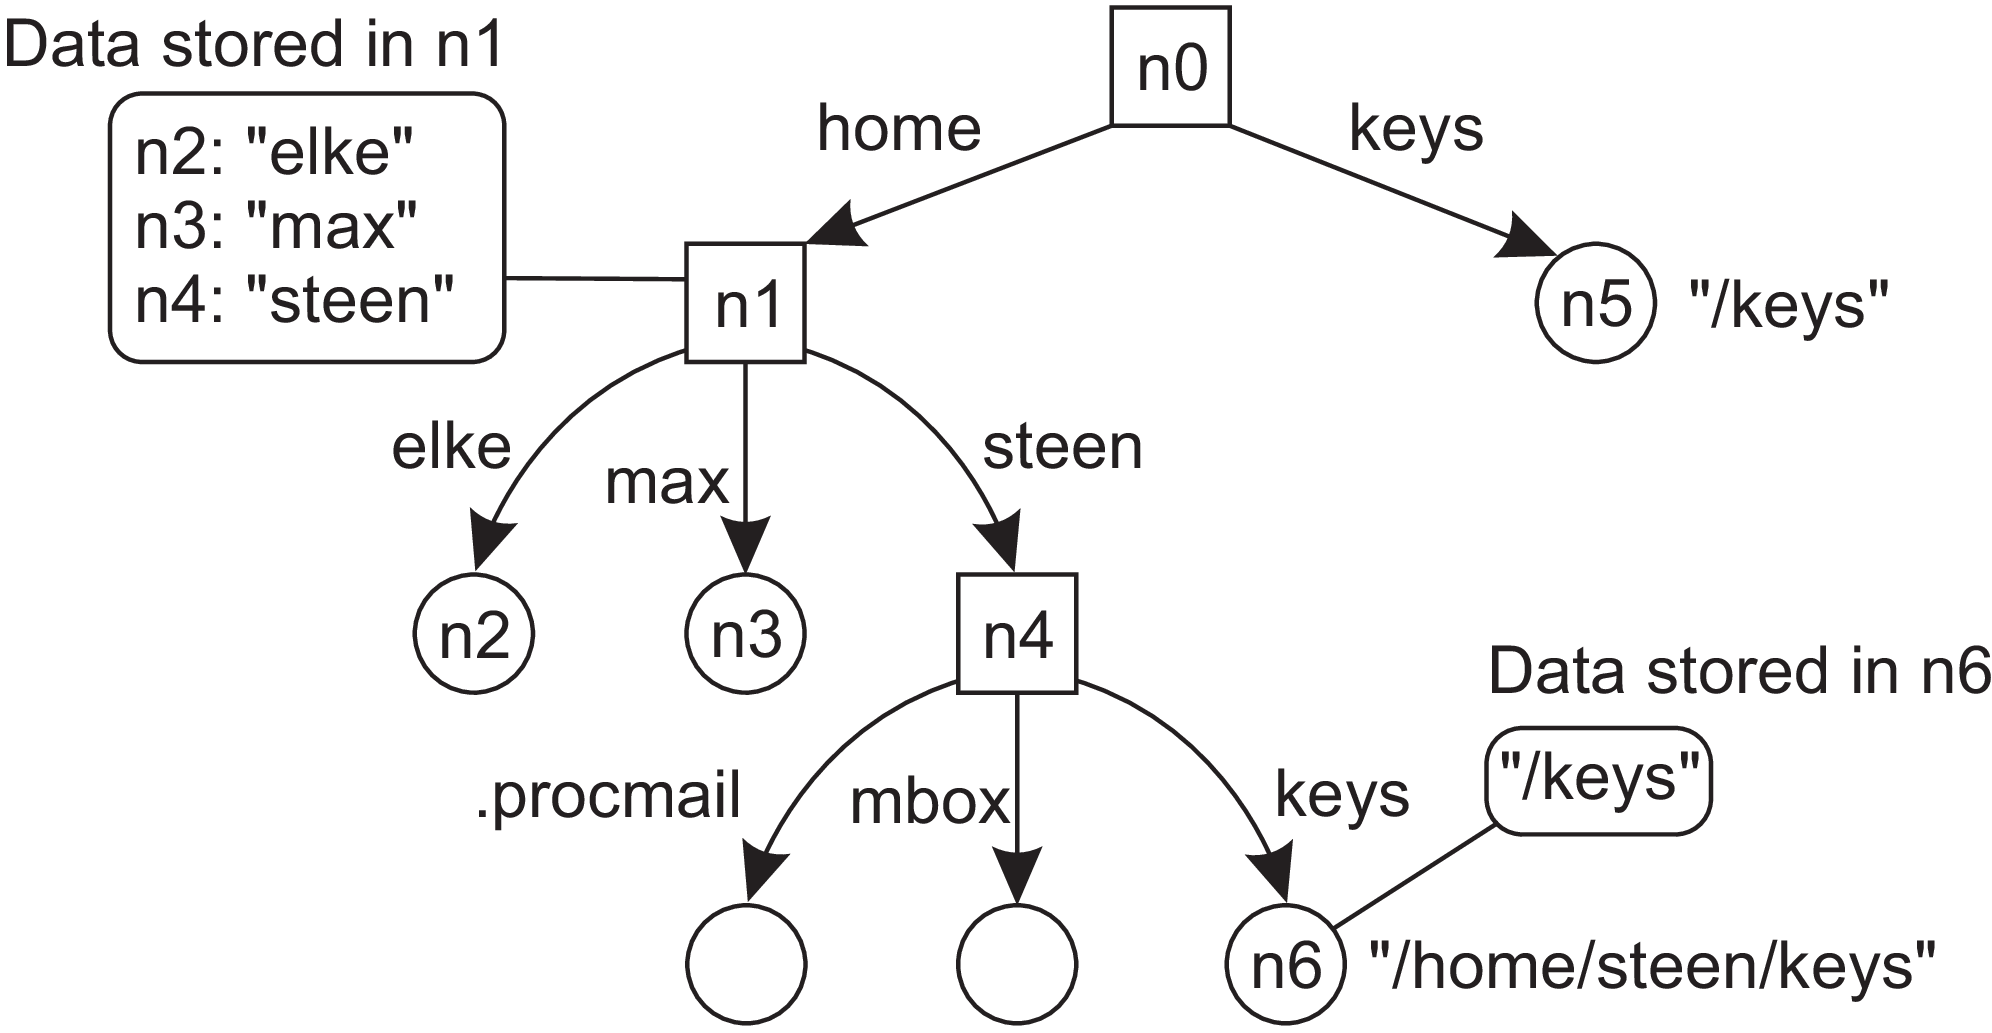 Data stored in n1
n0
home
keys
n2: "elke"
n3: "max"
n4: "steen"
n1
n5
"/keys"
elke
max
steen
n2
n3
n4
Data stored in n6
"/keys"
.procmail
mbox
keys
n6
"/home/steen/keys"